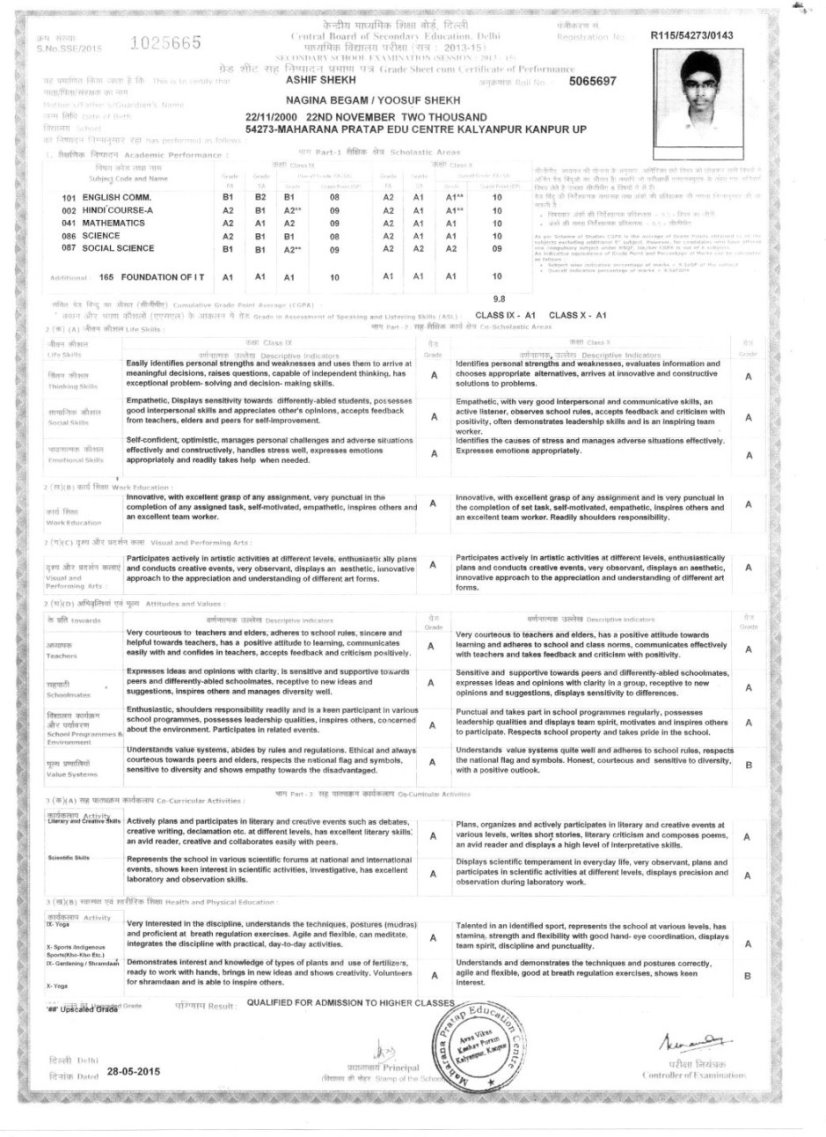 केन्द्रीय माध्यमिक शिक्षा बोर्ड, दिल्ली
Central Board of Secondary Education, Delhi
क्रम संख्या
S.No.SSE/2015 1025665
पंजीकरण सं.
Registration No. : R115/54273/0143
माध्यमिक विद्यालय परीक्षा (सत्र : 2013-15)
SECONDARY SCHOOL EXAMINATION (SESSION : 2013 - 15)
ग्रेड शीट सह निष्पादन प्रमाण पत्र Grade Sheet cum Certificate of Performance
यह प्रमाणित किया जाता है कि This is to certify that ASHIF SHEKH अनुक्रमांक Roll No. : 5065697
माता/पिता/संरक्षक का नाम
Mother's/Father's/Guardian's Name NAGINA BEGAM / YOOSUF SHEKH
जन्म तिथि Date of Birth 22/11/2000 22ND NOVEMBER TWO THOUSAND
विद्यालय School 54273-MAHARANA PRATAP EDU CENTRE KALYANPUR KANPUR UP
का निष्पादन निम्नानुसार रहा has performed as follows
भाग Part-1 शैक्षिक क्षेत्र Scholastic Areas
1. शैक्षणिक निष्पादन Academic Performance : कक्षा Class IX कक्षा Class X
विषय कोड तथा नाम
Subject Code and Name
Grade Grade Grade Grade
FA SA Grade Grade Point (GP) FA SA Grade Grade Point (GP)
101 ENGLISH COMM. B1 B2 B1 08 A2 A1 A1** 10
002 HINDI COURSE-A A2 B1 A2** 09 A2 A1 A1** 10
041 MATHEMATICS A2 A1 A2 09 A2 A1 A1 10
086 SCIENCE A2 B1 B1 08 A2 A1 A1 10
087 SOCIAL SCIENCE B1 B1 A2** 09 A2 A2 A2 09
Additional : 165 FOUNDATION OF I T A1 A1 A1 10 A1 A1 A1 10
संचित ग्रेड बिन्दु का औसत (सीजीपीए) Cumulative Grade Point Average (CGPA) : 9.8
Grade in Assessment of Speaking and Listening Skills (ASL) : CLASS IX - A1 CLASS X - A1
भाग Part- 2 सह शैक्षिक कार्य क्षेत्र Co-Scholastic Areas
2 (क) (A) जीवन कौशल Life Skills :
जीवन कौशल कक्षा Class IX ग्रेड कक्षा Class X ग्रेड
Life Skills वर्णनात्मक उल्लेख Descriptive Indicators Grade वर्णनात्मक उल्लेख Descriptive Indicators Grade
चिंतन कौशल
Thinking Skills
Easily identifies personal strengths and weaknesses and uses them to arrive at
meaningful decisions, raises questions, capable of independent thinking, has
exceptional problem- solving and decision- making skills.
A
Identifies personal strengths and weaknesses, evaluates information and
chooses appropriate alternatives, arrives at innovative and constructive
solutions to problems.
A
सामाजिक कौशल
Social Skills
Empathetic, Displays sensitivity towards differently-abled students, possesses
good interpersonal skills and appreciates other's opinions, accepts feedback
from teachers, elders and peers for self-improvement.
A
Empathetic, with very good interpersonal and communicative skills, an
active listener, observes school rules, accepts feedback and criticism with
positivity, often demonstrates leadership skills and is an inspiring team
worker.
A
भावनात्मक कौशल
Emotional Skills
Self-confident, optimistic, manages personal challenges and adverse situations
effectively and constructively, handles stress well, expresses emotions
appropriately and readily takes help when needed.
A
Identifies the causes of stress and manages adverse situations effectively.
Expresses emotions appropriately.
A
2 (ख)(B) कार्य शिक्षा Work Education :
कार्य शिक्षा
Work Education
Innovative, with excellent grasp of any assignment, very punctual in the
completion of any assigned task, self-motivated, empathetic, inspires others and
an excellent team worker.
A
Innovative, with excellent grasp of any assignment and is very punctual in
the completion of set task, self-motivated, empathetic, inspires others and
an excellent team worker. Readily shoulders responsibility.
A
2 (ग)(C) दृश्य और प्रदर्शन कला Visual and Performing Arts :
दृश्य और प्रदर्शन कलाएं
Visual and
Performing Arts :
Participates actively in artistic activities at different levels, enthusiastically plans
and conducts creative events, very observant, displays an aesthetic, innovative
approach to the appreciation and understanding of different art forms.
A
Participates actively in artistic activities at different levels, enthusiastically
plans and conducts creative events, very observant, displays an aesthetic,
innovative approach to the appreciation and understanding of different art
forms.
A
2 (घ)(D) अभिवृत्तियां एवं मूल्य Attitudes and Values :
के प्रति towards वर्णनात्मक उल्लेख Descriptive Indicators ग्रेड Grade वर्णनात्मक उल्लेख Descriptive Indicators ग्रेड Grade
अध्यापक
Teachers
Very courteous to teachers and elders, adheres to school rules, sincere and
helpful towards teachers, has a positive attitude to learning, communicates
easily with and confides in teachers, accepts feedback and criticism positively.
A
Very courteous to teachers and elders, has a positive attitude towards
learning and adheres to school and class norms, communicates effectively
with teachers and takes feedback and criticism with positivity.
A
सहपाठी
Schoolmates
Expresses ideas and opinions with clarity, is sensitive and supportive towards
peers and differently-abled schoolmates, receptive to new ideas and
suggestions, inspires others and manages diversity well.
A
Sensitive and supportive towards peers and differently-abled schoolmates,
expresses ideas and opinions with clarity in a group, receptive to new
opinions and suggestions, displays sensitivity to differences.
A
विद्यालय कार्यक्रम
और पर्यावरण
School Programmes &
Environment
Enthusiastic, shoulders responsibility readily and is a keen participant in various
school programmes, possesses leadership qualities, inspires others, concerned
about the environment. Participates in related events.
A
Punctual and takes part in school programmes regularly, possesses
leadership qualities and displays team spirit, motivates and inspires others
to participate. Respects school property and takes pride in the school.
A
मूल्य प्रणालियां
Value Systems
Understands value systems, abides by rules and regulations. Ethical and always
courteous towards peers and elders, respects the national flag and symbols,
sensitive to diversity and shows empathy towards the disadvantaged.
A
Understands value systems quite well and adheres to school rules, respects
the national flag and symbols. Honest, courteous and sensitive to diversity,
with a positive outlook.
B
भाग Part- 3 सह पाठ्यक्रम कार्यकलाप Co-Curricular Activities
3 (क)(A) सह पाठ्यक्रम कार्यकलाप Co-Curricular Activities :
कार्यकलाप Activity
Literary and Creative Skills
Actively plans and participates in literary and creative events such as debates,
creative writing, declamation etc. at different levels, has excellent literary skills,
an avid reader, creative and collaborates easily with peers.
A
Plans, organizes and actively participates in literary and creative events at
various levels, writes short stories, literary criticism and composes poems,
an avid reader and displays a high level of interpretative skills.
A
Scientific Skills
Represents the school in various scientific forums at national and international
events, shows keen interest in scientific activities, investigative, has excellent
laboratory and observation skills.
A
Displays scientific temperament in everyday life, very observant, plans and
participates in scientific activities at different levels, displays precision and
observation during laboratory work.
A
3 (ख)(B) स्वास्थ्य एवं शारीरिक शिक्षा Health and Physical Education :
कार्यकलाप Activity
IX- Yoga
X- Sports /Indigenous
Sports(Kho-Kho Etc.)
Very interested in the discipline, understands the techniques, postures (mudras)
and proficient at breath regulation exercises. Agile and flexible, can meditate,
integrates the discipline with practical, day-to-day activities.
A
Talented in an identified sport, represents the school at various levels, has
stamina, strength and flexibility with good hand- eye coordination, displays
team spirit, discipline and punctuality.
A
IX- Gardening / Shramdaan
X- Yoga
Demonstrates interest and knowledge of types of plants and use of fertilizers,
ready to work with hands, brings in new ideas and shows creativity. Volunteers
for shramdaan and is able to inspire others.
A
Understands and demonstrates the techniques and postures correctly,
agile and flexible, good at breath regulation exercises, shows keen
interest.
B
Upscaled Grade
परिणाम Result : QUALIFIED FOR ADMISSION TO HIGHER CLASSES
Maharana Pratap Education Centre
Kalyanpur, Kanpur
दिल्ली Delhi
दिनांक Dated 28-05-2015
प्रधानाचार्य Principal
(विद्यालय की मोहर Stamp of the School)
परीक्षा नियंत्रक
Controller of Examinations